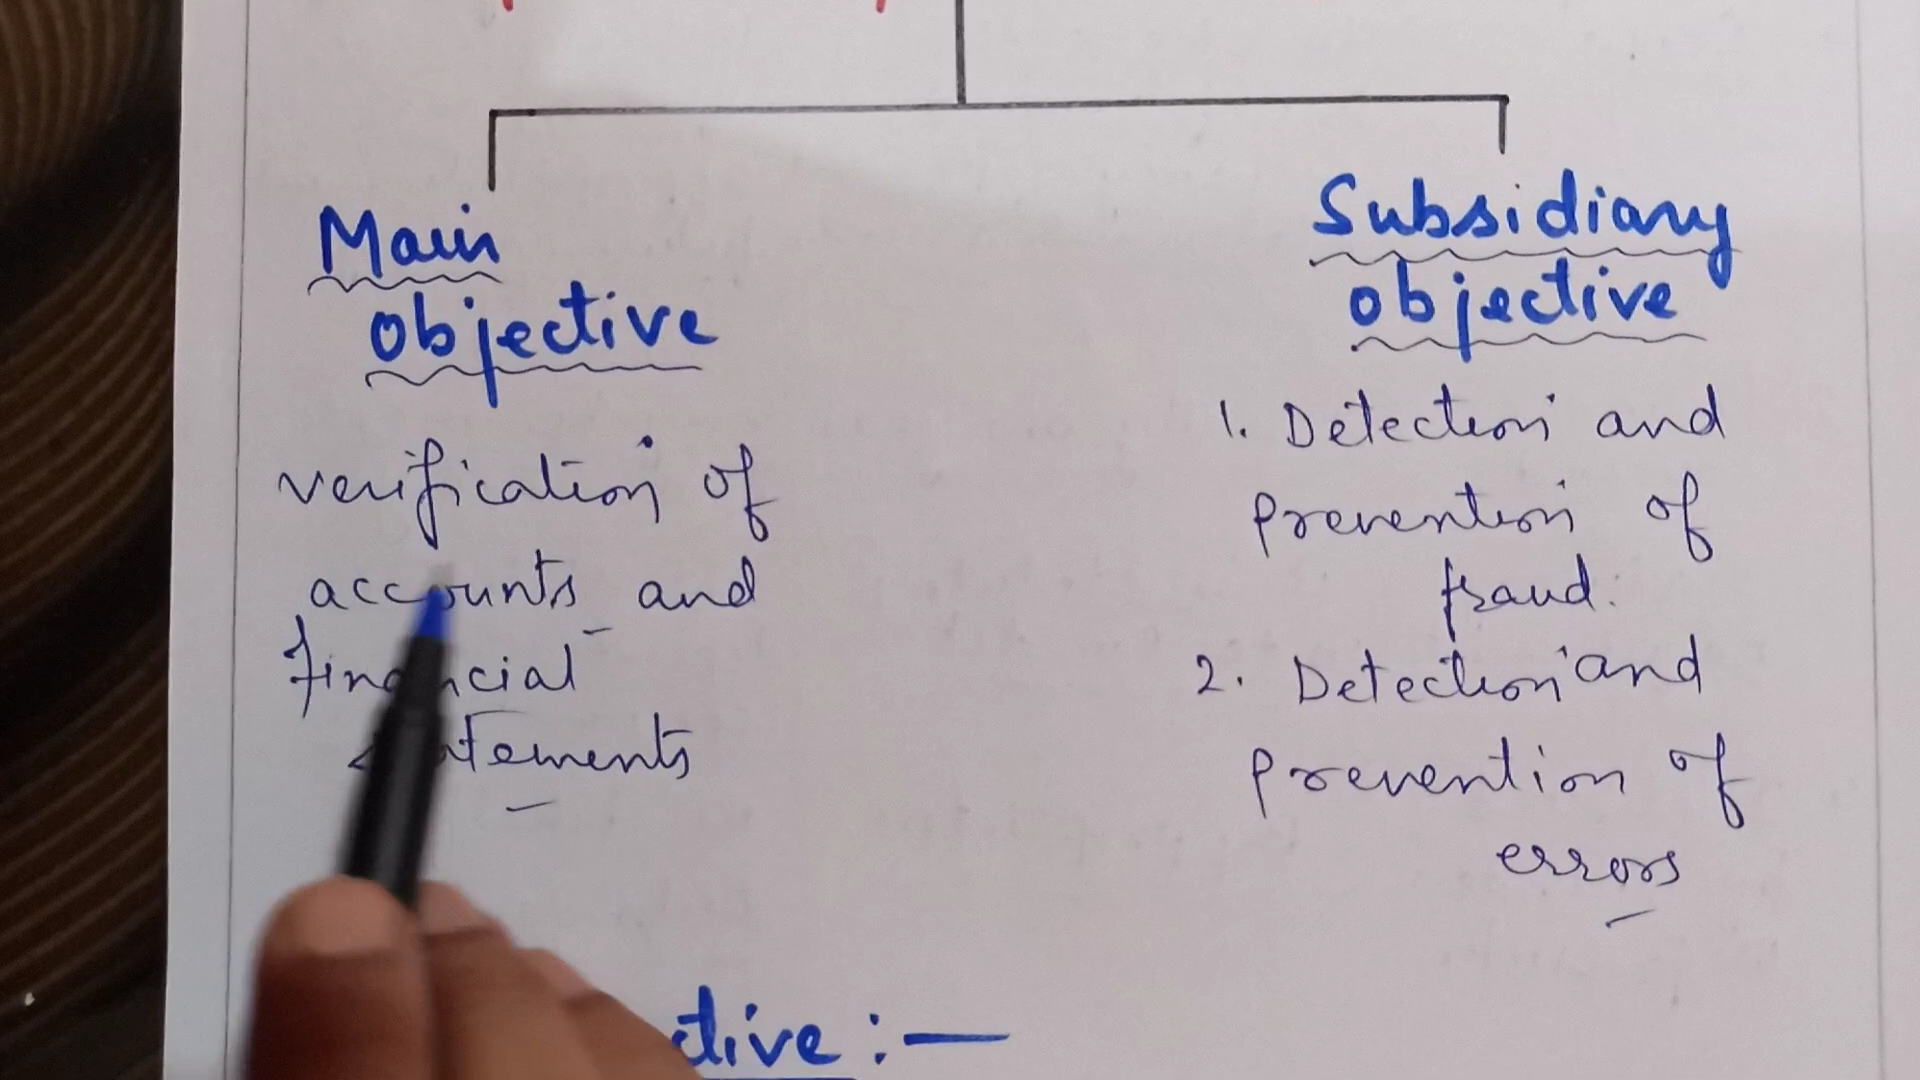 Main
objective
verification of
accounts and
Financial
statements
Subsidiary
objective
1. Detection and
prevention of
fraud.
2. Detection and
prevention of
errors
ctive :—